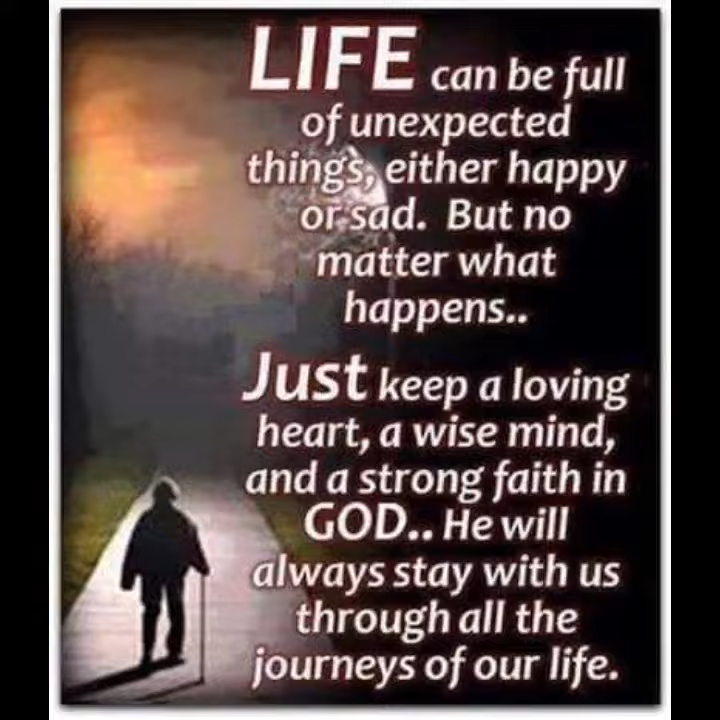 LIFE can be full
of unexpected
things, either happy
or sad. But no
matter what
happens..
Just keep a loving
heart, a wise mind,
and a strong faith in
GOD.. He will
always stay with us
through all the
journeys of our life.